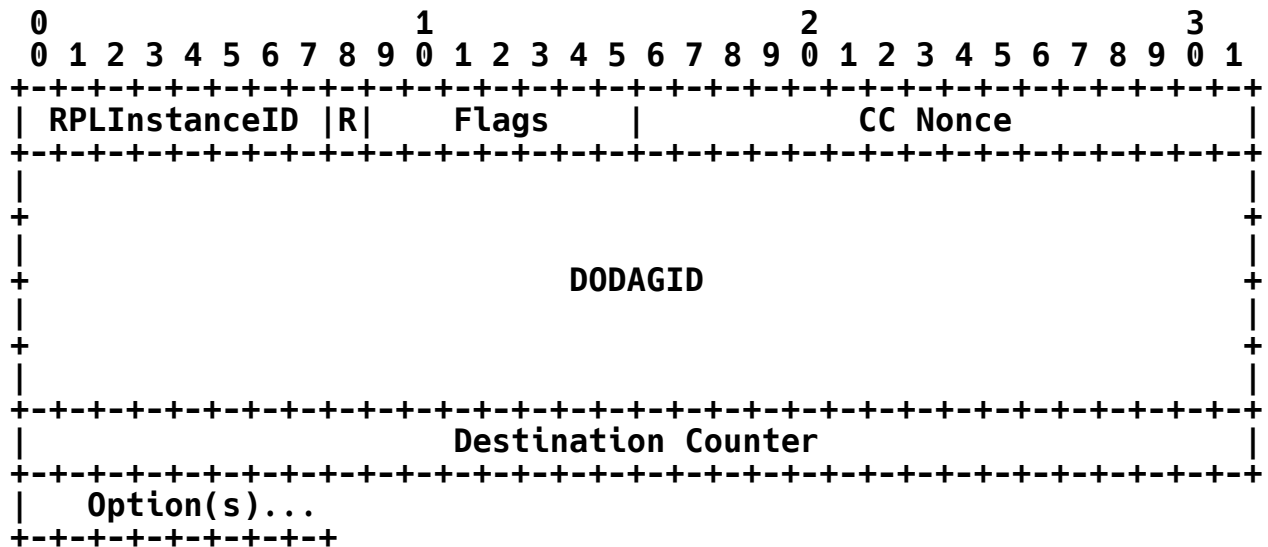 0                   1                   2                   3
 0 1 2 3 4 5 6 7 8 9 0 1 2 3 4 5 6 7 8 9 0 1 2 3 4 5 6 7 8 9 0 1
+-+-+-+-+-+-+-+-+-+-+-+-+-+-+-+-+-+-+-+-+-+-+-+-+-+-+-+-+-+-+-+-+
| RPLInstanceID |R|    Flags    |           CC Nonce            |
+-+-+-+-+-+-+-+-+-+-+-+-+-+-+-+-+-+-+-+-+-+-+-+-+-+-+-+-+-+-+-+-+
|                                                               |
+                                                               +
|                                                               |
+                            DODAGID                            +
|                                                               |
+                                                               +
|                                                               |
+-+-+-+-+-+-+-+-+-+-+-+-+-+-+-+-+-+-+-+-+-+-+-+-+-+-+-+-+-+-+-+-+
|                      Destination Counter                      |
+-+-+-+-+-+-+-+-+-+-+-+-+-+-+-+-+-+-+-+-+-+-+-+-+-+-+-+-+-+-+-+-+
|   Option(s)...
+-+-+-+-+-+-+-+-+